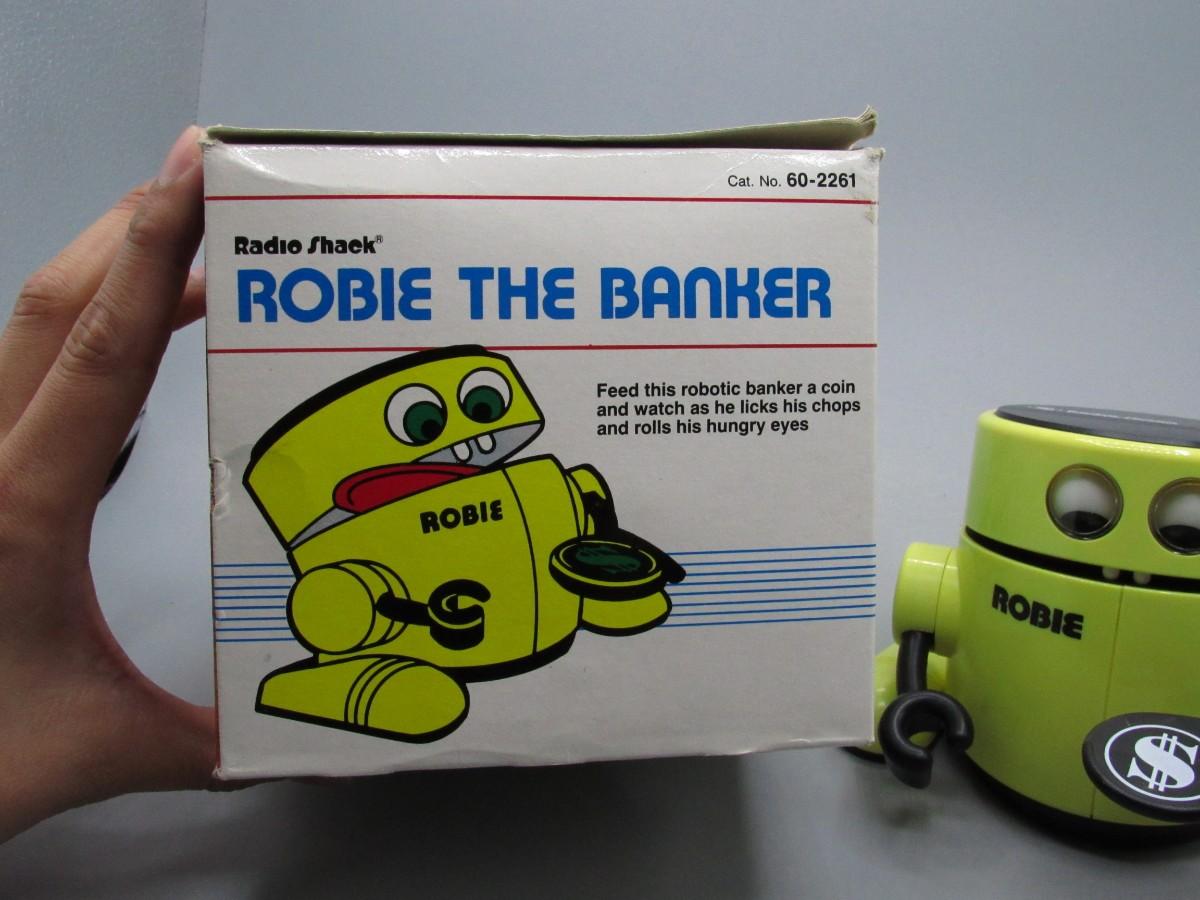 Cat. No. 60-2261
Radio Shack®
ROBIE THE BANKER
Feed this robotic banker a coin
and watch as he licks his chops
and rolls his hungry eyes
ROBIE
$
ROBIE
$